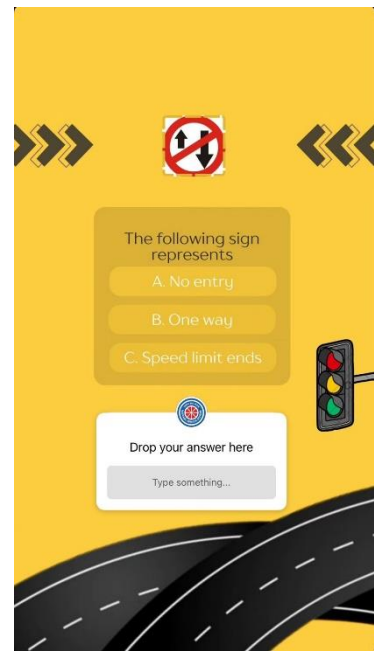 The following sign
represents
A. No entry
B. One way
C. Speed limit ends
Drop your answer here
Type something...